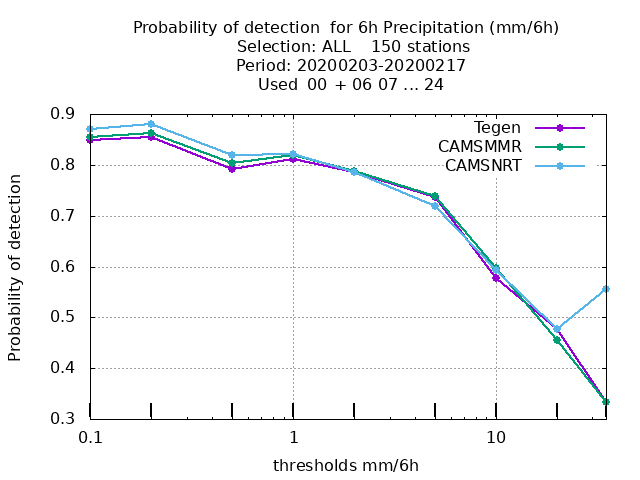 Probability of detection  for 6h Precipitation (mm/6h)
Selection: ALL    150 stations
Period: 20200203-20200217
Used  00  + 06 07 ... 24
Tegen
CAMSMMR
CAMSNRT
Probability of detection
0.9
0.8
0.7
0.6
0.5
0.4
0.3
0.1
1
10
thresholds mm/6h